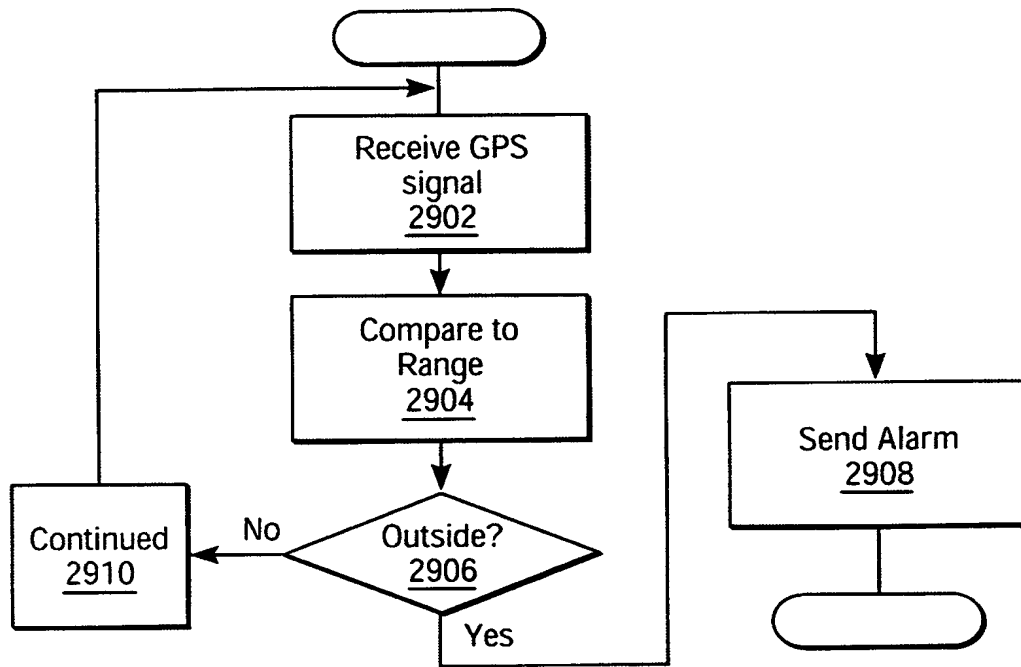 Receive GPS
signal
2902
Compare to
Range
2904
Send Alarm
2908
Continued
2910
No
Outside?
2906
Yes